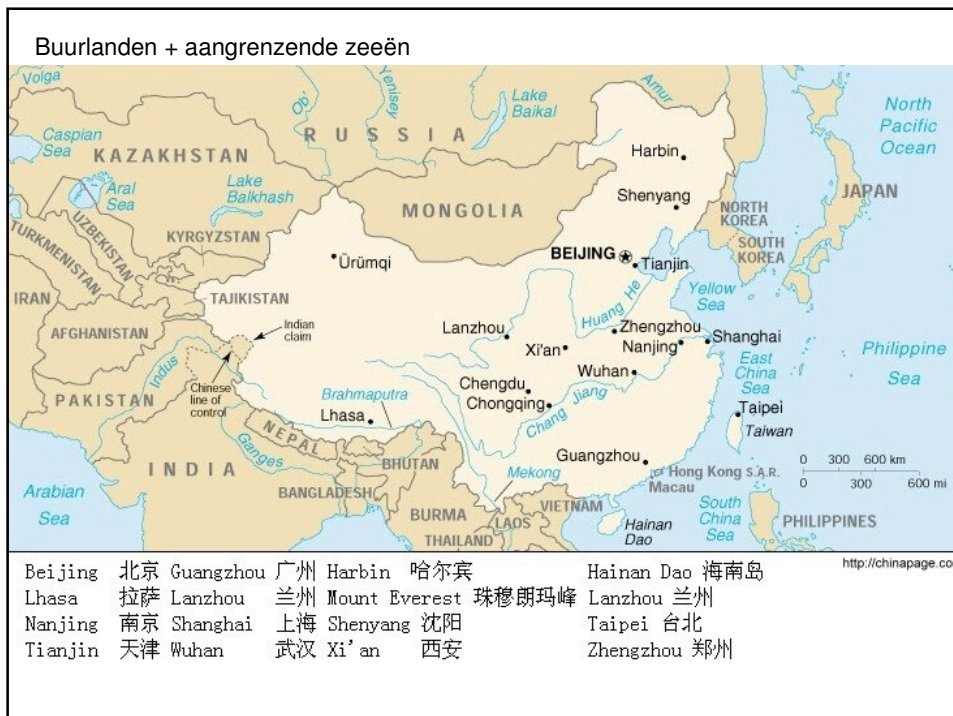 Buurlanden + aangrenzende zeeën
Volga
Ob'
Yenisey
Lake
Baikal
Amur
North
Pacific
Ocean
RUSSIA
Caspian
Sea
KAZAKHSTAN
Aral
Sea
Lake
Balkhash
Harbin
Shenyang
MONGOLIA
NORTH
KOREA
JAPAN
SOUTH
KOREA
UZBEKISTAN
TURKMENISTAN
KYRGYZSTAN
Ürümqi
BEIJING
Tianjin
Yellow
Sea
IRAN
TAJIKISTAN
AFGHANISTAN
Indian
claim
Lanzhou
Huang He
Zhengzhou
Xi'an
Nanjing
Shanghai
Wuhan
East
China
Sea
Philippine
Sea
Indus
Chinese
line of
control
PAKISTAN
Brahmaputra
Lhasa
Chengdu
Chongqing
Chang Jiang
Taipei
Taiwan
NEPAL
INDIA
Ganges
BHUTAN
Mekong
Guangzhou
Hong Kong S.A.R.
Macau
0 300 600 km
0 300 600 mi
Arabian
Sea
BANGLADESH
BURMA
LAOS
VIETNAM
THAILAND
Hainan
Dao
South
China
Sea
PHILIPPINES
http://chinapage.co
Beijing 北京 Guangzhou 广州 Harbin 哈尔宾 Hainan Dao 海南岛
Lhasa 拉萨 Lanzhou 兰州 Mount Everest 珠穆朗玛峰 Lanzhou 兰州
Nanjing 南京 Shanghai 上海 Shenyang 沈阳 Taipei 台北
Tianjin 天津 Wuhan 武汉 Xi'an 西安 Zhengzhou 郑州